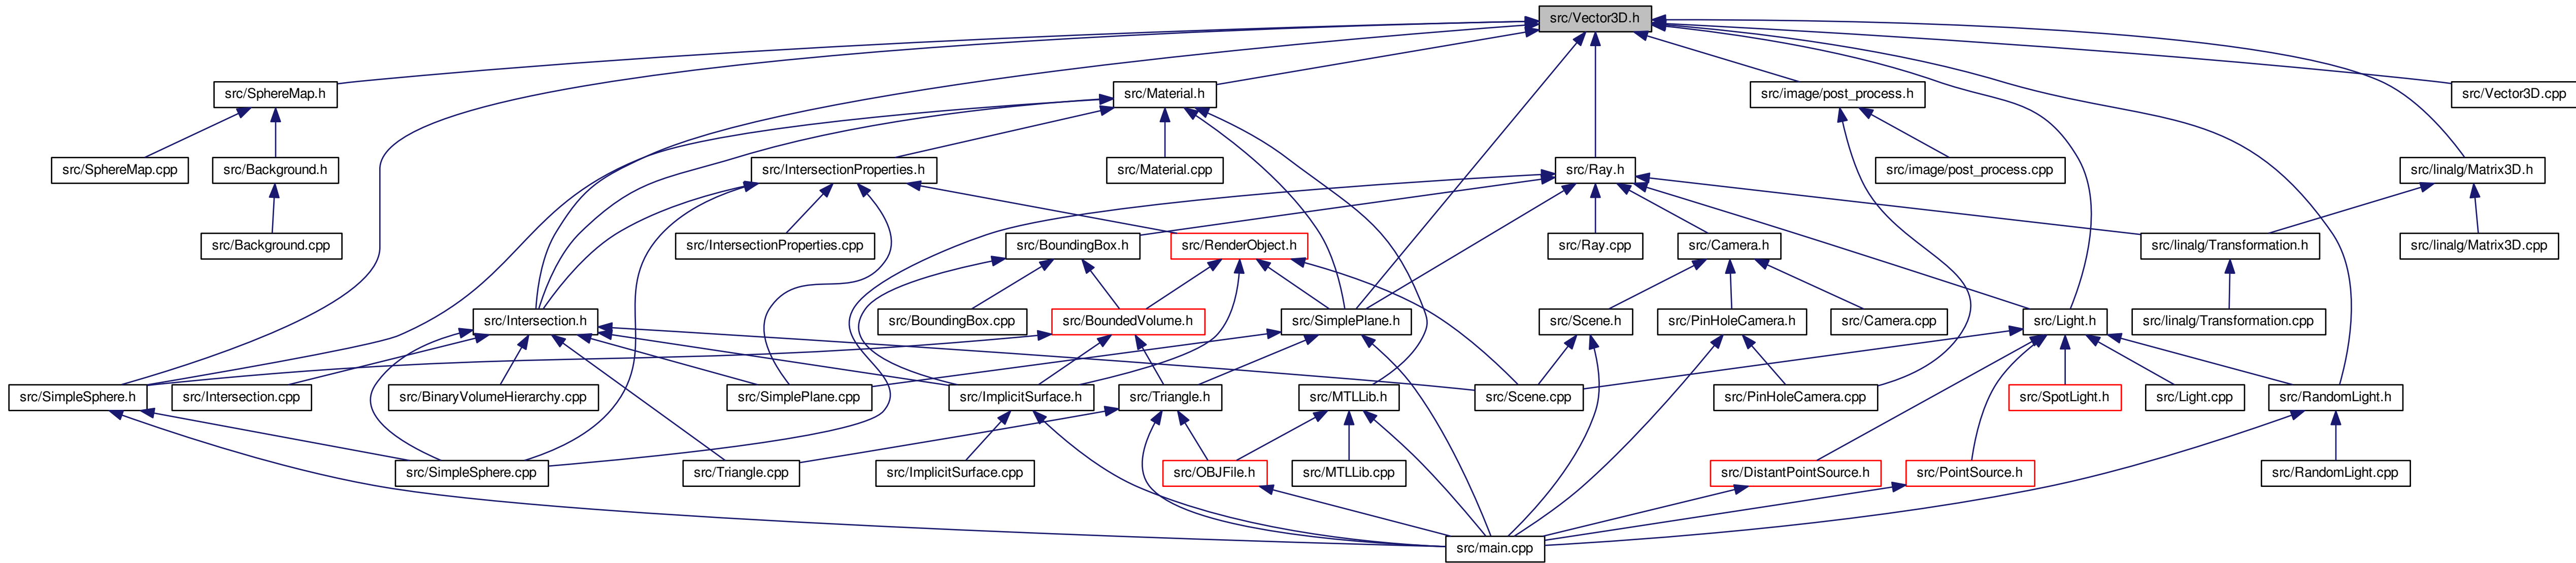 src/Vector3D.h
src/SphereMap.h
src/Material.h
src/image/post_process.h
src/Vector3D.cpp
src/SphereMap.cpp
src/Background.h
src/IntersectionProperties.h
src/Material.cpp
src/Ray.h
src/image/post_process.cpp
src/linalg/Matrix3D.h
src/Background.cpp
src/IntersectionProperties.cpp
src/BoundingBox.h
src/RenderObject.h
src/Ray.cpp
src/Camera.h
src/linalg/Transformation.h
src/linalg/Matrix3D.cpp
src/Intersection.h
src/BoundingBox.cpp
src/BoundedVolume.h
src/SimplePlane.h
src/Scene.h
src/PinHoleCamera.h
src/Camera.cpp
src/Light.h
src/linalg/Transformation.cpp
src/SimpleSphere.h
src/Intersection.cpp
src/BinaryVolumeHierarchy.cpp
src/SimplePlane.cpp
src/ImplicitSurface.h
src/Triangle.h
src/MTLLib.h
src/Scene.cpp
src/PinHoleCamera.cpp
src/SpotLight.h
src/Light.cpp
src/RandomLight.h
src/SimpleSphere.cpp
src/Triangle.cpp
src/ImplicitSurface.cpp
src/OBJFile.h
src/MTLLib.cpp
src/DistantPointSource.h
src/PointSource.h
src/RandomLight.cpp
src/main.cpp